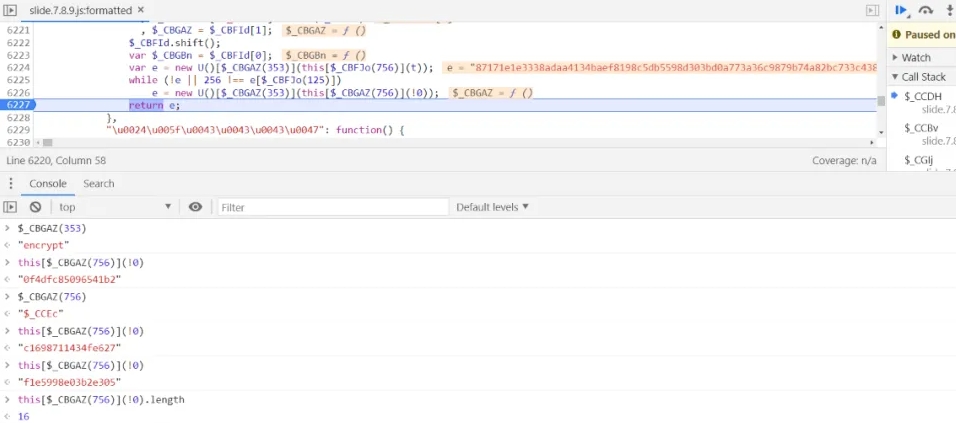 slide.7.8.9.js:formatted ×
6221 , $_CBGAZ = $_CBFId[1]; $_CBGAZ = ƒ ()
6222 $_CBFId.shift();
6223 var $_CBGBn = $_CBFId[0]; $_CBGBn = ƒ ()
6224 var e = new U()[$_CBGAZ(353)](this[$_CBFJo(756)](t)); e = "87171e1e3338adaa4134baef8198c5db5598d303bd0a773a36c9879b74a82bc733c438
6225 while (!e || 256 !== e[$_CBFJo(125)])
6226 e = new U()[$_CBGAZ(353)](this[$_CBGAZ(756)](!0)); $_CBGAZ = ƒ ()
6227 return e;
6228 },
6229 "\u0024\u005f\u0043\u0043\u0043\u0047": function() {
6230
Line 6220, Column 58 Coverage: n/a
Paused on
Watch
Call Stack
$_CCDH
slide.7.8
$_CCBv
slide.7.8
$_CGIj
Console Search
top Filter Default levels ▼
> $_CBGAZ(353)
< "encrypt"
> this[$_CBGAZ(756)](!0)
< "0f4dfc85096541b2"
> $_CBGAZ(756)
< "$_CCEc"
> this[$_CBGAZ(756)](!0)
< "c1698711434fe627"
> this[$_CBGAZ(756)](!0)
< "f1e5998e03b2e305"
> this[$_CBGAZ(756)](!0).length
< 16